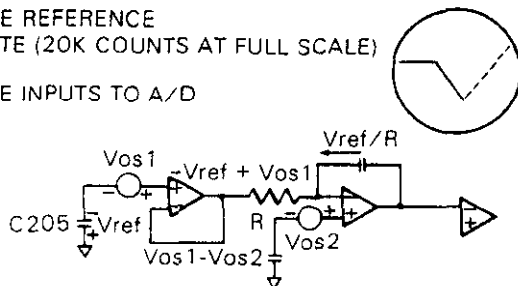 E REFERENCE
TE (20K COUNTS AT FULL SCALE)
E INPUTS TO A/D
Vref/R
Vos1
-Vref + Vos1
C205
Vref
R
Vos2
Vos1-Vos2